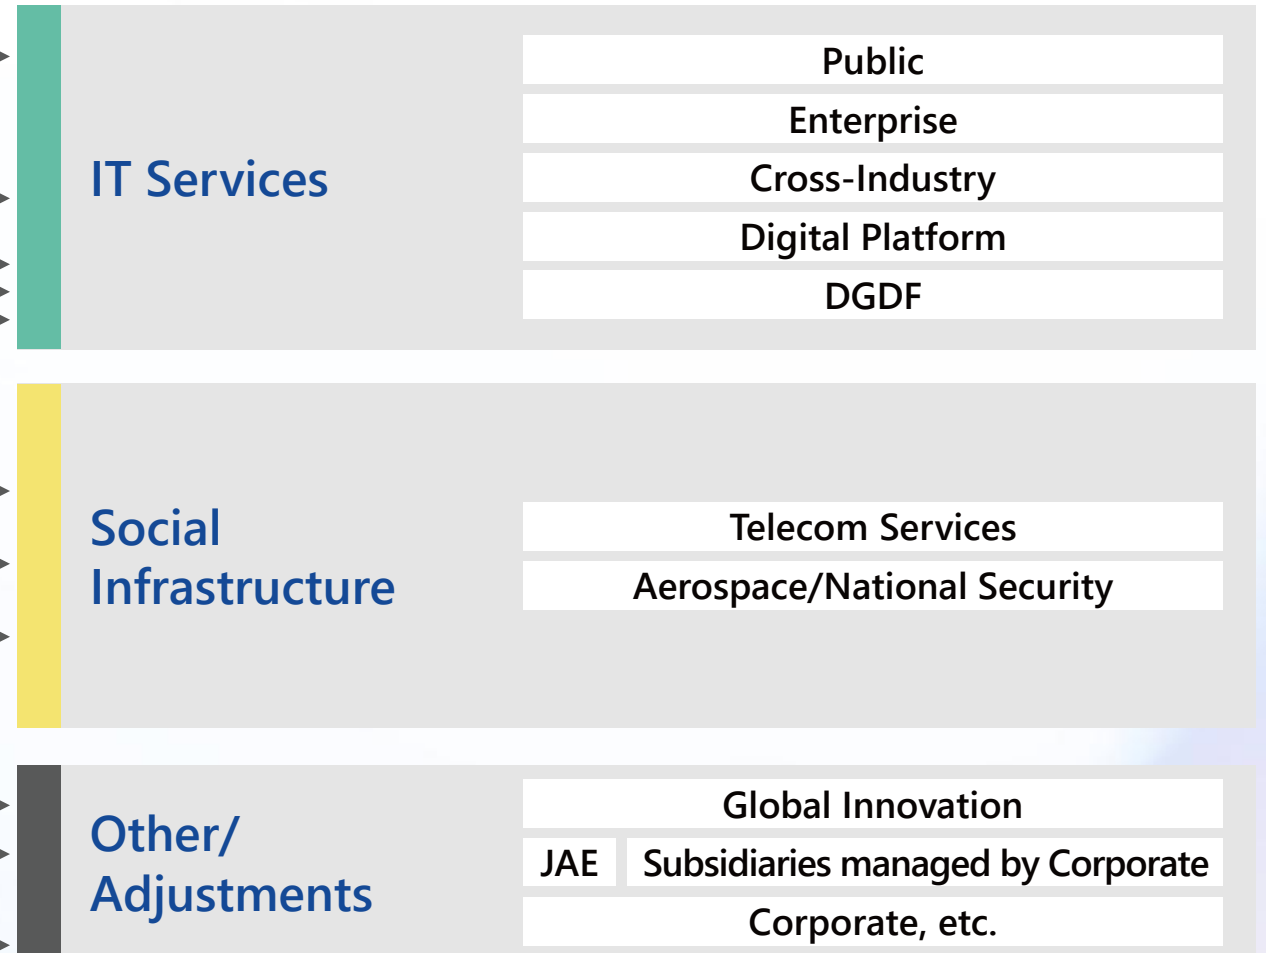 IT Services
Public
Enterprise
Cross-Industry
Digital Platform
DGDF
Social
Infrastructure
Telecom Services
Aerospace/National Security
Other/
Adjustments
Global Innovation
JAE Subsidiaries managed by Corporate
Corporate, etc.